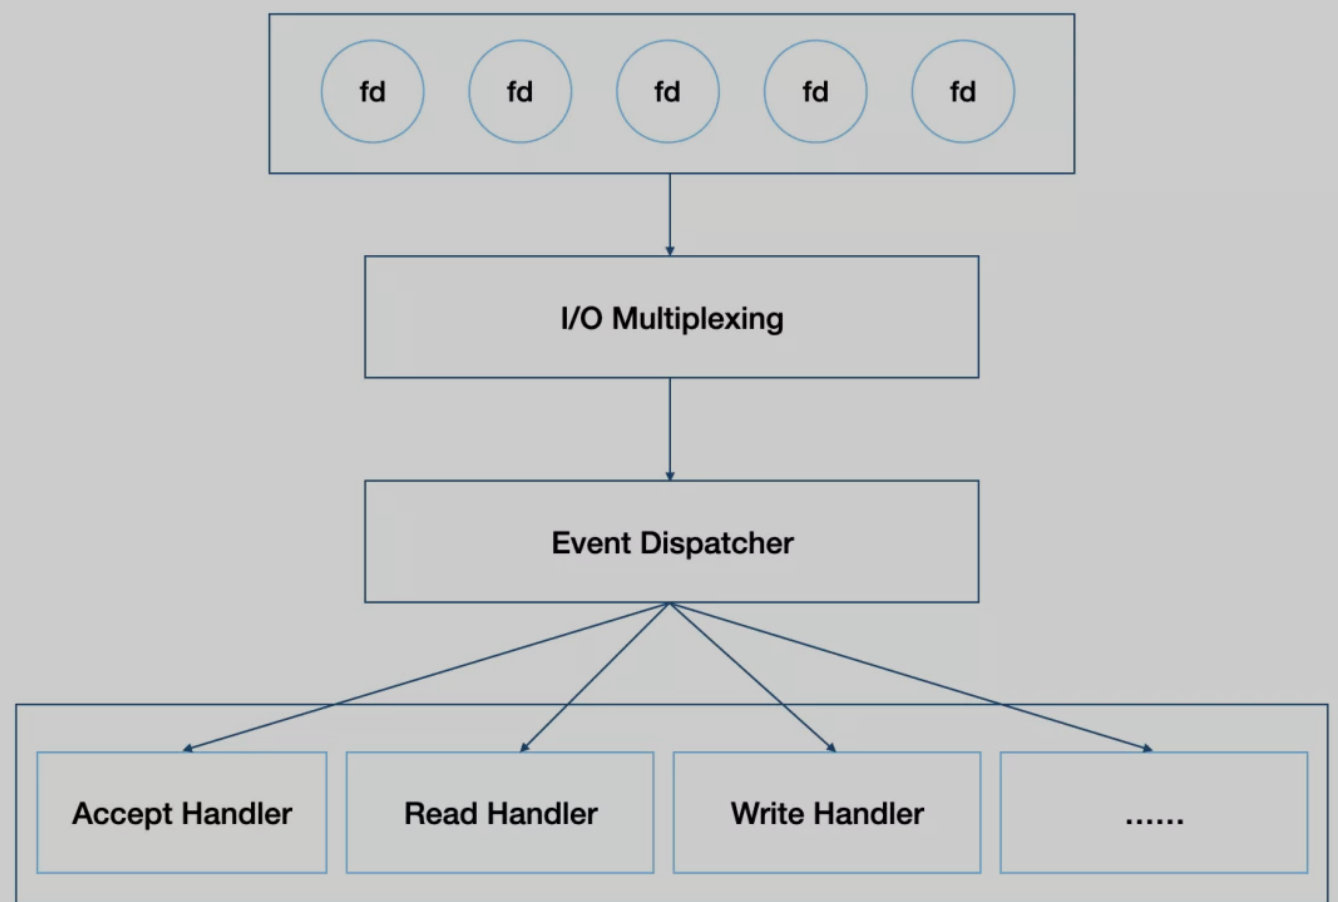 fd fd fd fd fd
I/O Multiplexing
Event Dispatcher
Accept Handler Read Handler Write Handler ......